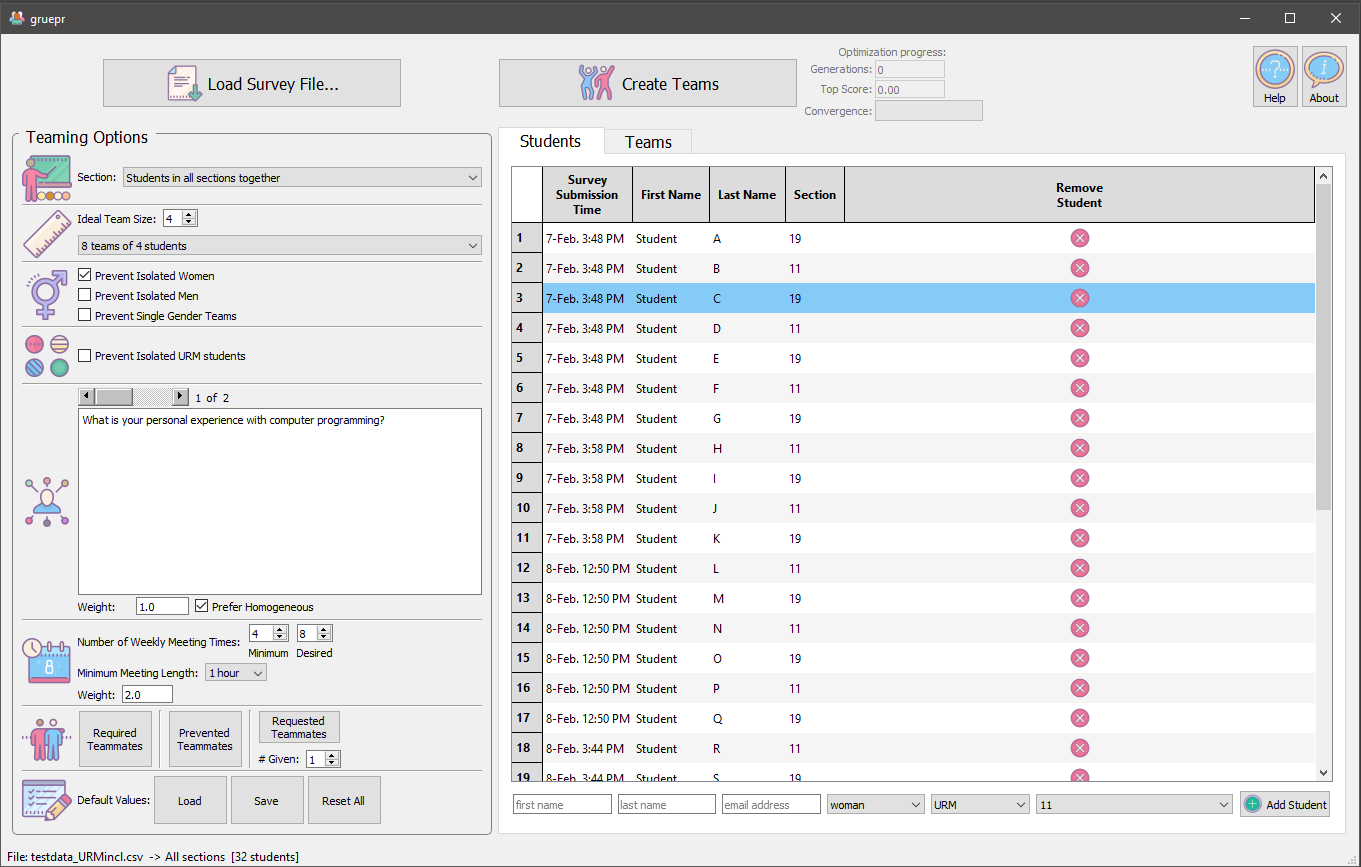 gruepr
Load Survey File...
Create Teams
Optimization progress:
Generations: 0
Top Score: 0.00
Convergence:
Help
About
Teaming Options
Section: Students in all sections together
Ideal Team Size: 4
8 teams of 4 students
Prevent Isolated Women
Prevent Isolated Men
Prevent Single Gender Teams
Prevent Isolated URM students
1 of 2
What is your personal experience with computer programming?
Weight: 1.0 Prefer Homogeneous
Number of Weekly Meeting Times: 4 8
Minimum Desired
8
Minimum Meeting Length: 1 hour
Weight: 2.0
Required Teammates
Prevented Teammates
Requested Teammates
# Given: 1
Default Values: Load Save Reset All
Students Teams
Survey Submission Time First Name Last Name Section Remove Student
1 7-Feb. 3:48 PM Student A 19
2 7-Feb. 3:48 PM Student B 11
3 7-Feb. 3:48 PM Student C 19
4 7-Feb. 3:48 PM Student D 11
5 7-Feb. 3:48 PM Student E 19
6 7-Feb. 3:48 PM Student F 11
7 7-Feb. 3:48 PM Student G 19
8 7-Feb. 3:58 PM Student H 11
9 7-Feb. 3:58 PM Student I 19
10 7-Feb. 3:58 PM Student J 11
11 7-Feb. 3:58 PM Student K 19
12 8-Feb. 12:50 PM Student L 11
13 8-Feb. 12:50 PM Student M 19
14 8-Feb. 12:50 PM Student N 11
15 8-Feb. 12:50 PM Student O 19
16 8-Feb. 12:50 PM Student P 11
17 8-Feb. 12:50 PM Student Q 19
18 8-Feb. 3:44 PM Student R 11
19 8-Feb. 3:44 PM Student S 19
first name last name email address woman URM 11 Add Student
File: testdata_URMincl.csv -> All sections [32 students]